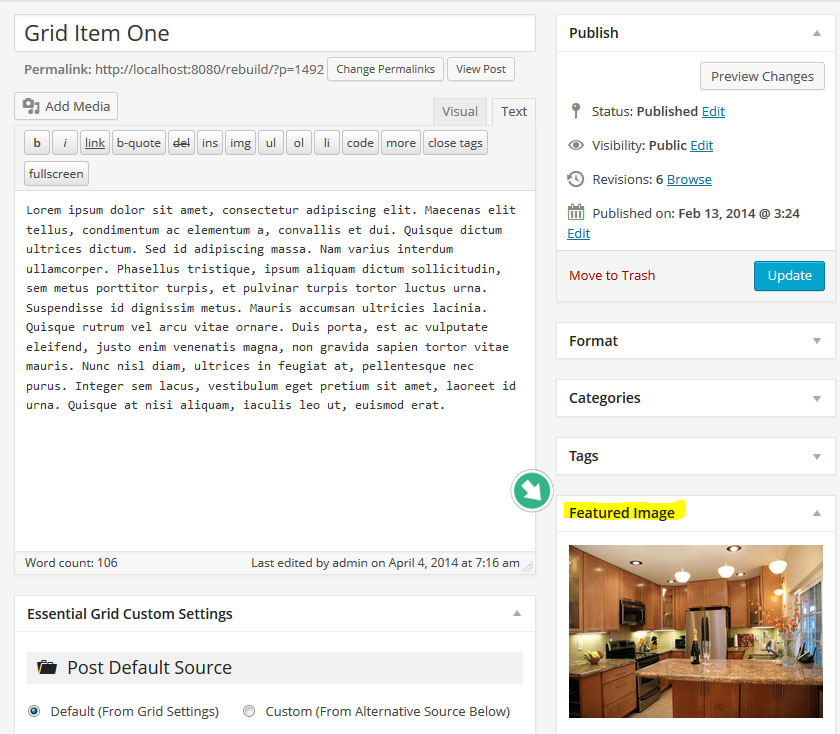 Grid Item One
Permalink: http://localhost:8080/rebuild/?p=1492 Change Permalinks View Post
Add Media
Visual Text
b i link b-quote del ins img ul ol li code more close tags
fullscreen
Lorem ipsum dolor sit amet, consectetur adipiscing elit. Maecenas elit
tellus, condimentum ac elementum a, convallis et dui. Quisque dictum
ultrices dictum. Sed id adipiscing massa. Nam varius interdum
ullamcorper. Phasellus tristique, ipsum aliquam dictum sollicitudin,
sem metus porttitor turpis, et pulvinar turpis tortor luctus urna.
Suspendisse id dignissim metus. Mauris accumsan ultricies lacinia.
Quisque rutrum vel arcu vitae ornare. Duis porta, est ac vulputate
eleifend, justo enim venenatis magna, non gravida sapien tortor vitae
mauris. Nunc nisl diam, ultrices in feugiat at, pellentesque nec
purus. Integer sem lacus, vestibulum eget pretium sit amet, laoreet id
urna. Quisque at nisi aliquam, iaculis leo ut, euismod erat.
Word count: 106 Last edited by admin on April 4, 2014 at 7:16 am
Essential Grid Custom Settings
Post Default Source
Default (From Grid Settings) Custom (From Alternative Source Below)
Publish
Preview Changes
Status: Published Edit
Visibility: Public Edit
Revisions: 6 Browse
Published on: Feb 13, 2014 @ 3:24
Edit
Move to Trash Update
Format
Categories
Tags
Featured Image